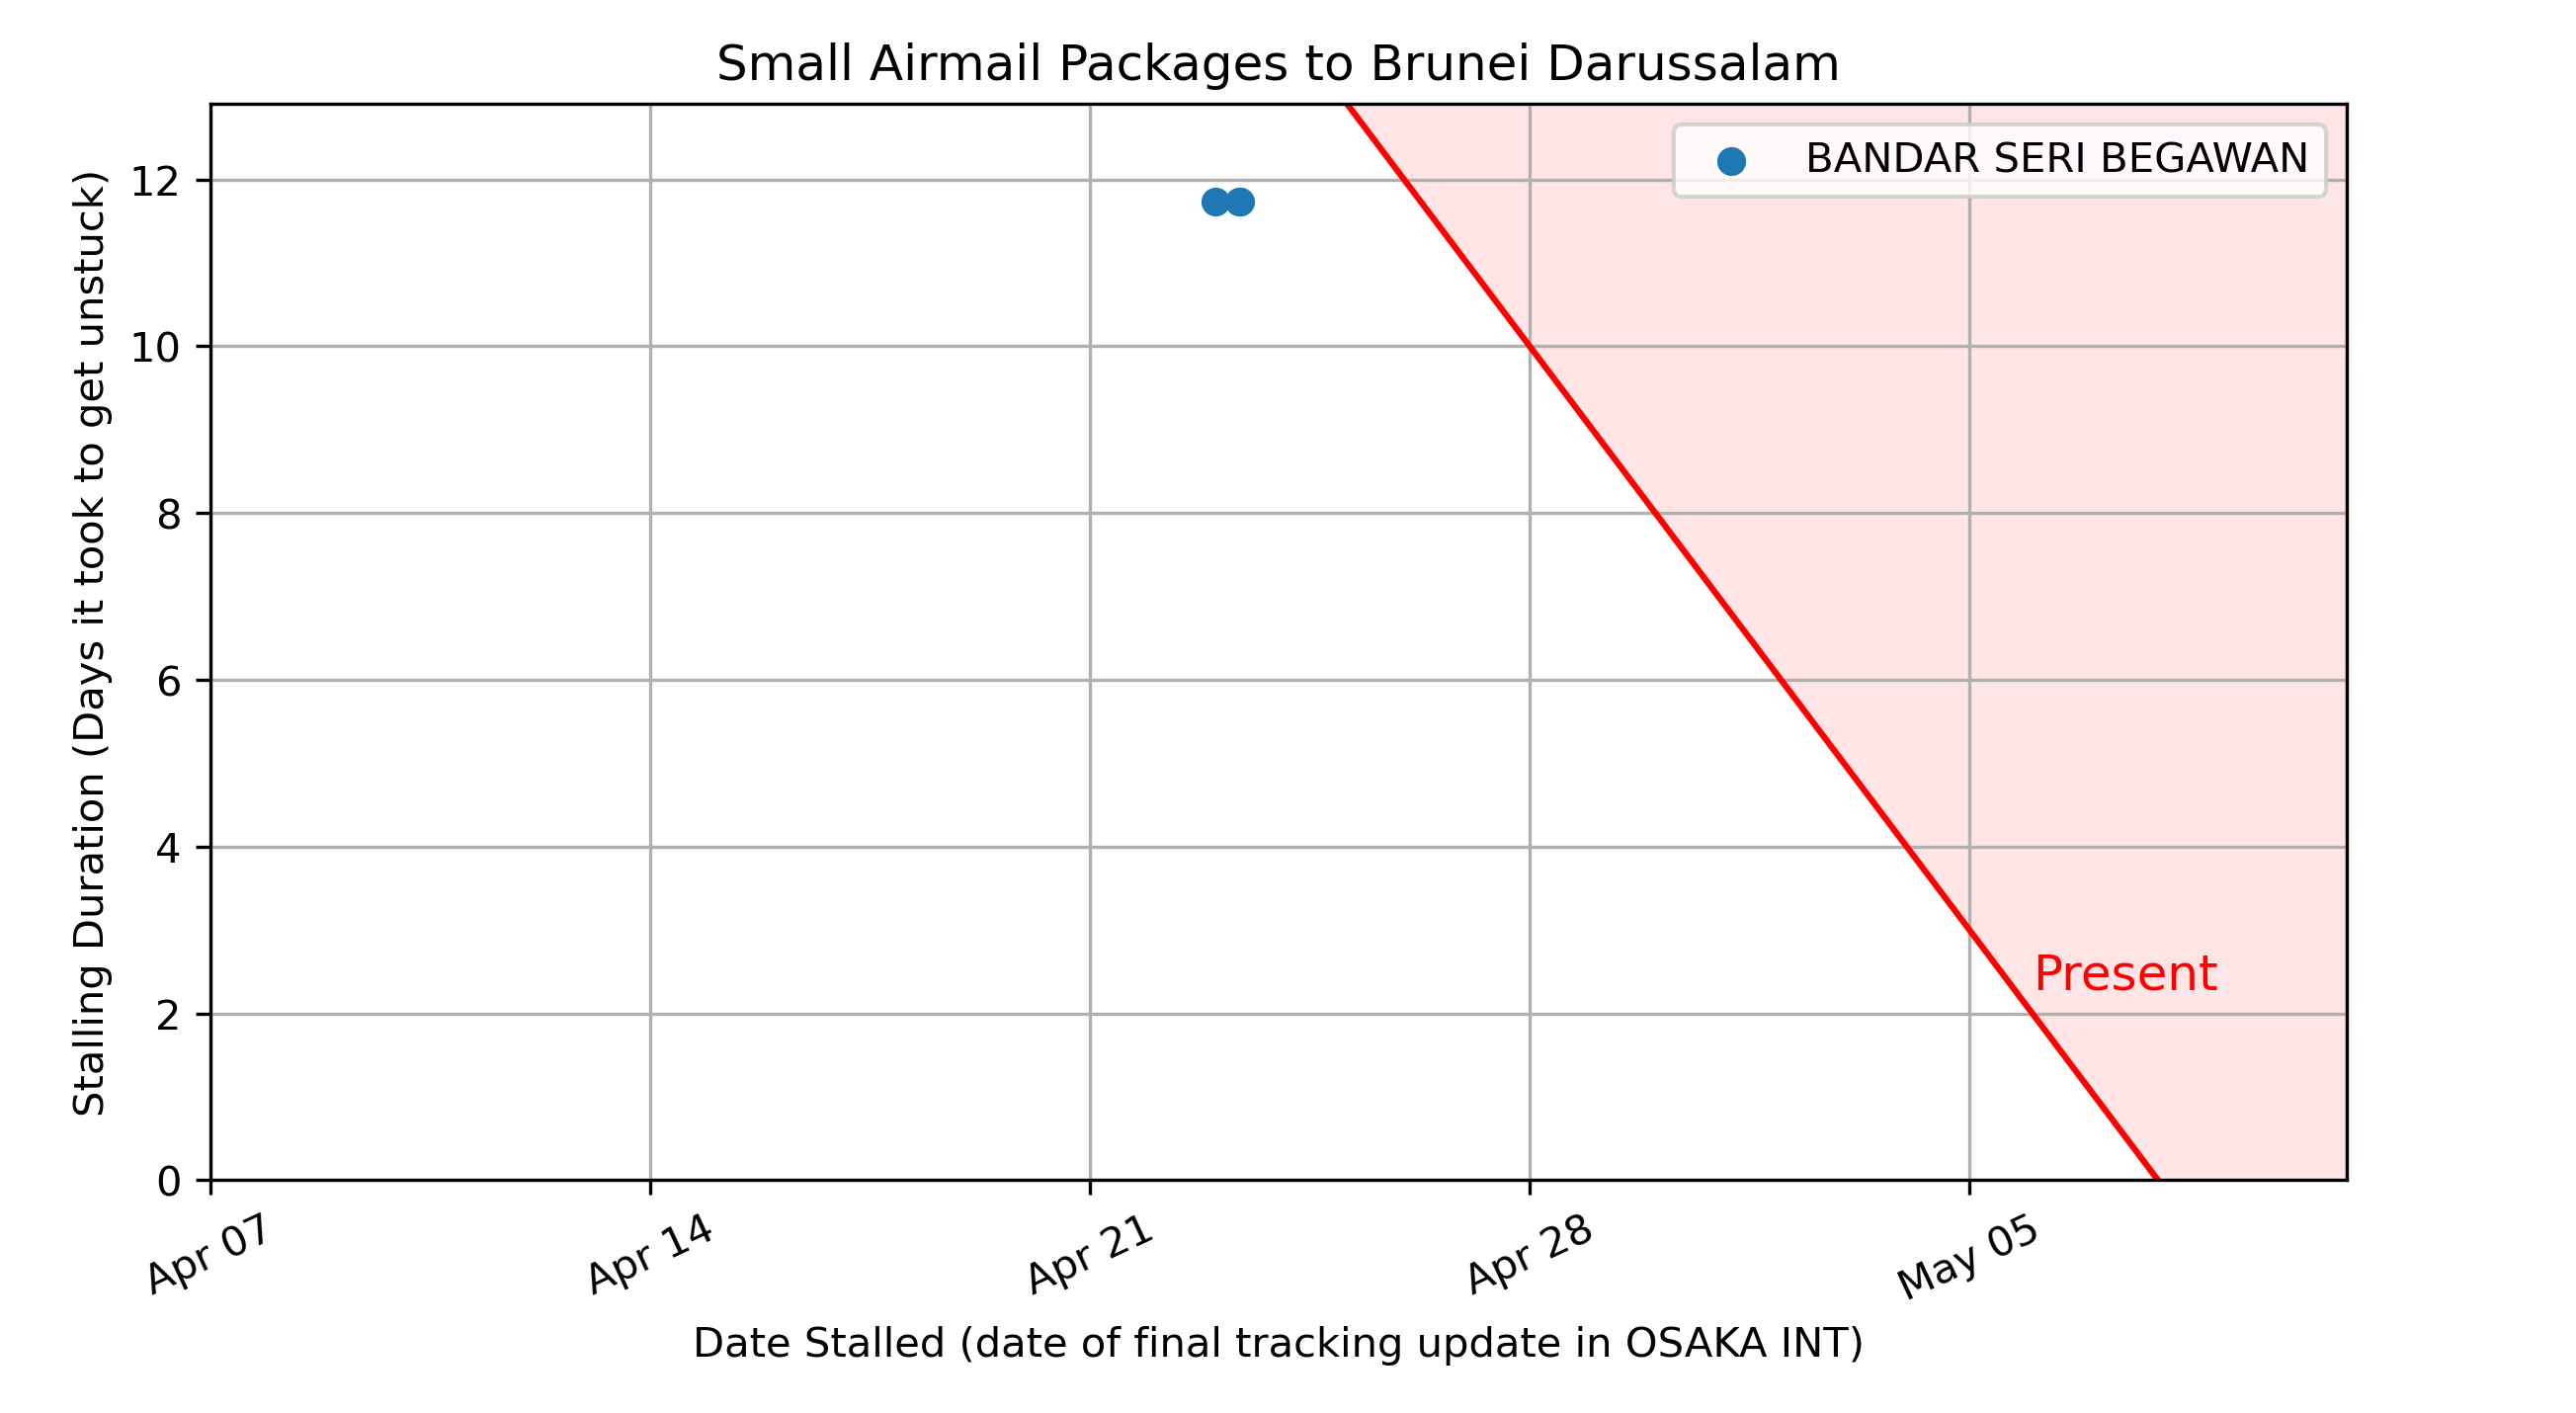 Small Airmail Packages to Brunei Darussalam
BANDAR SERI BEGAWAN
Stalling Duration (Days it took to get unstuck)
12
10
8
6
4
2
0
Present
Apr 07
Apr 14
Apr 21
Apr 28
May 05
Date Stalled (date of final tracking update in OSAKA INT)